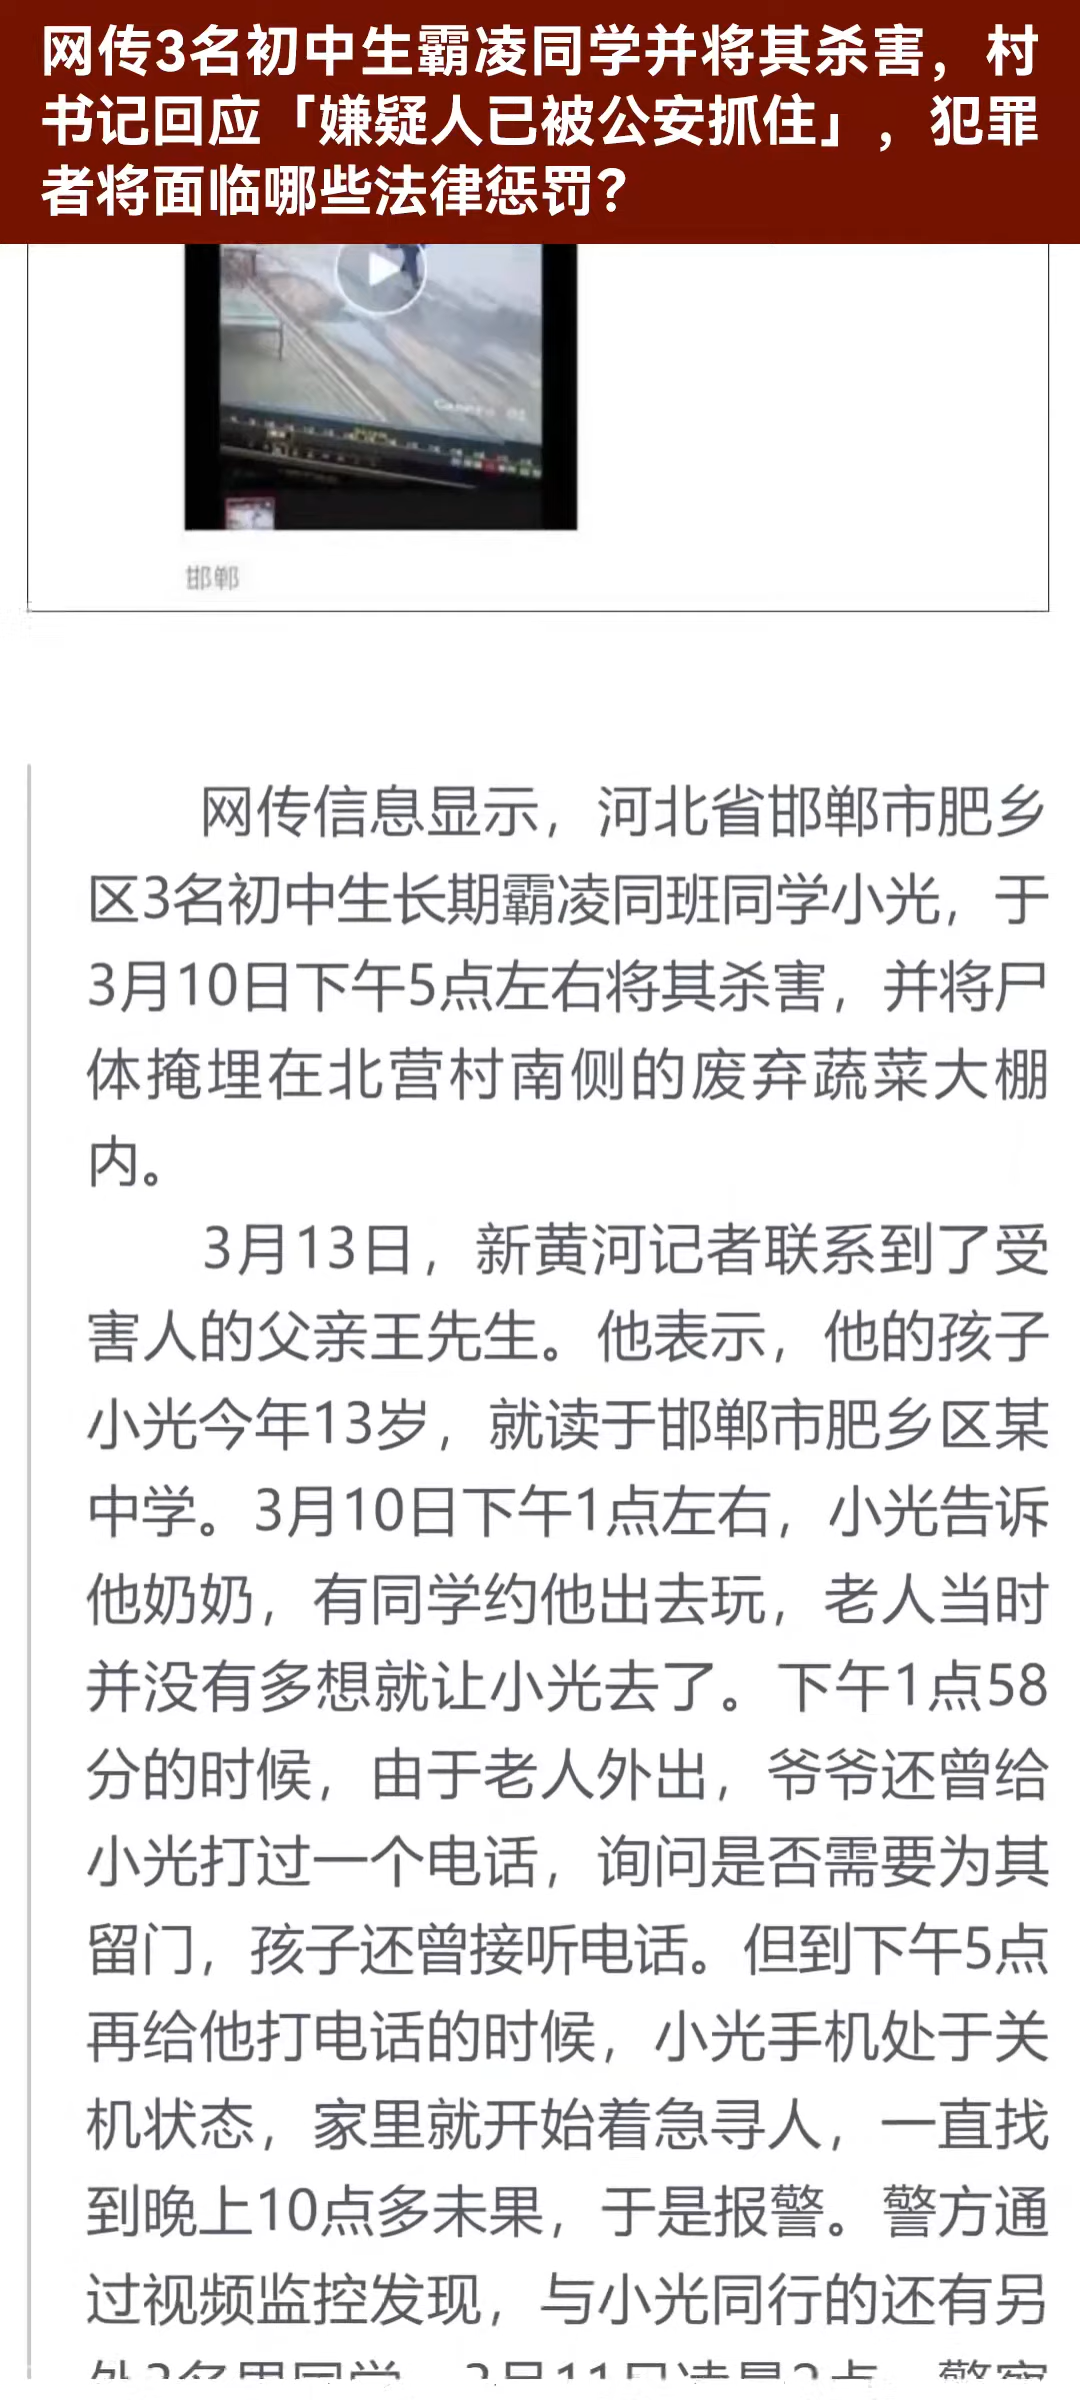 网传3名初中生霸凌同学并将其杀害，村
书记回应「嫌疑人已被公安抓住」，犯罪
者将面临哪些法律惩罚？
Camera 01
邯郸
网传信息显示，河北省邯郸市肥乡
区3名初中生长期霸凌同班同学小光，于
3月10日下午5点左右将其杀害，并将尸
体掩埋在北营村南侧的废弃蔬菜大棚
内。
3月13日，新黄河记者联系到了受
害人的父亲王先生。他表示，他的孩子
小光今年13岁，就读于邯郸市肥乡区某
中学。3月10日下午1点左右，小光告诉
他奶奶，有同学约他出去玩，老人当时
并没有多想就让小光去了。下午1点58
分的时候，由于老人外出，爷爷还曾给
小光打过一个电话，询问是否需要为其
留门，孩子还曾接听电话。但到下午5点
再给他打电话的时候，小光手机处于关
机状态，家里就开始着急寻人，一直找
到晚上10点多未果，于是报警。警方通
过视频监控发现，与小光同行的还有另